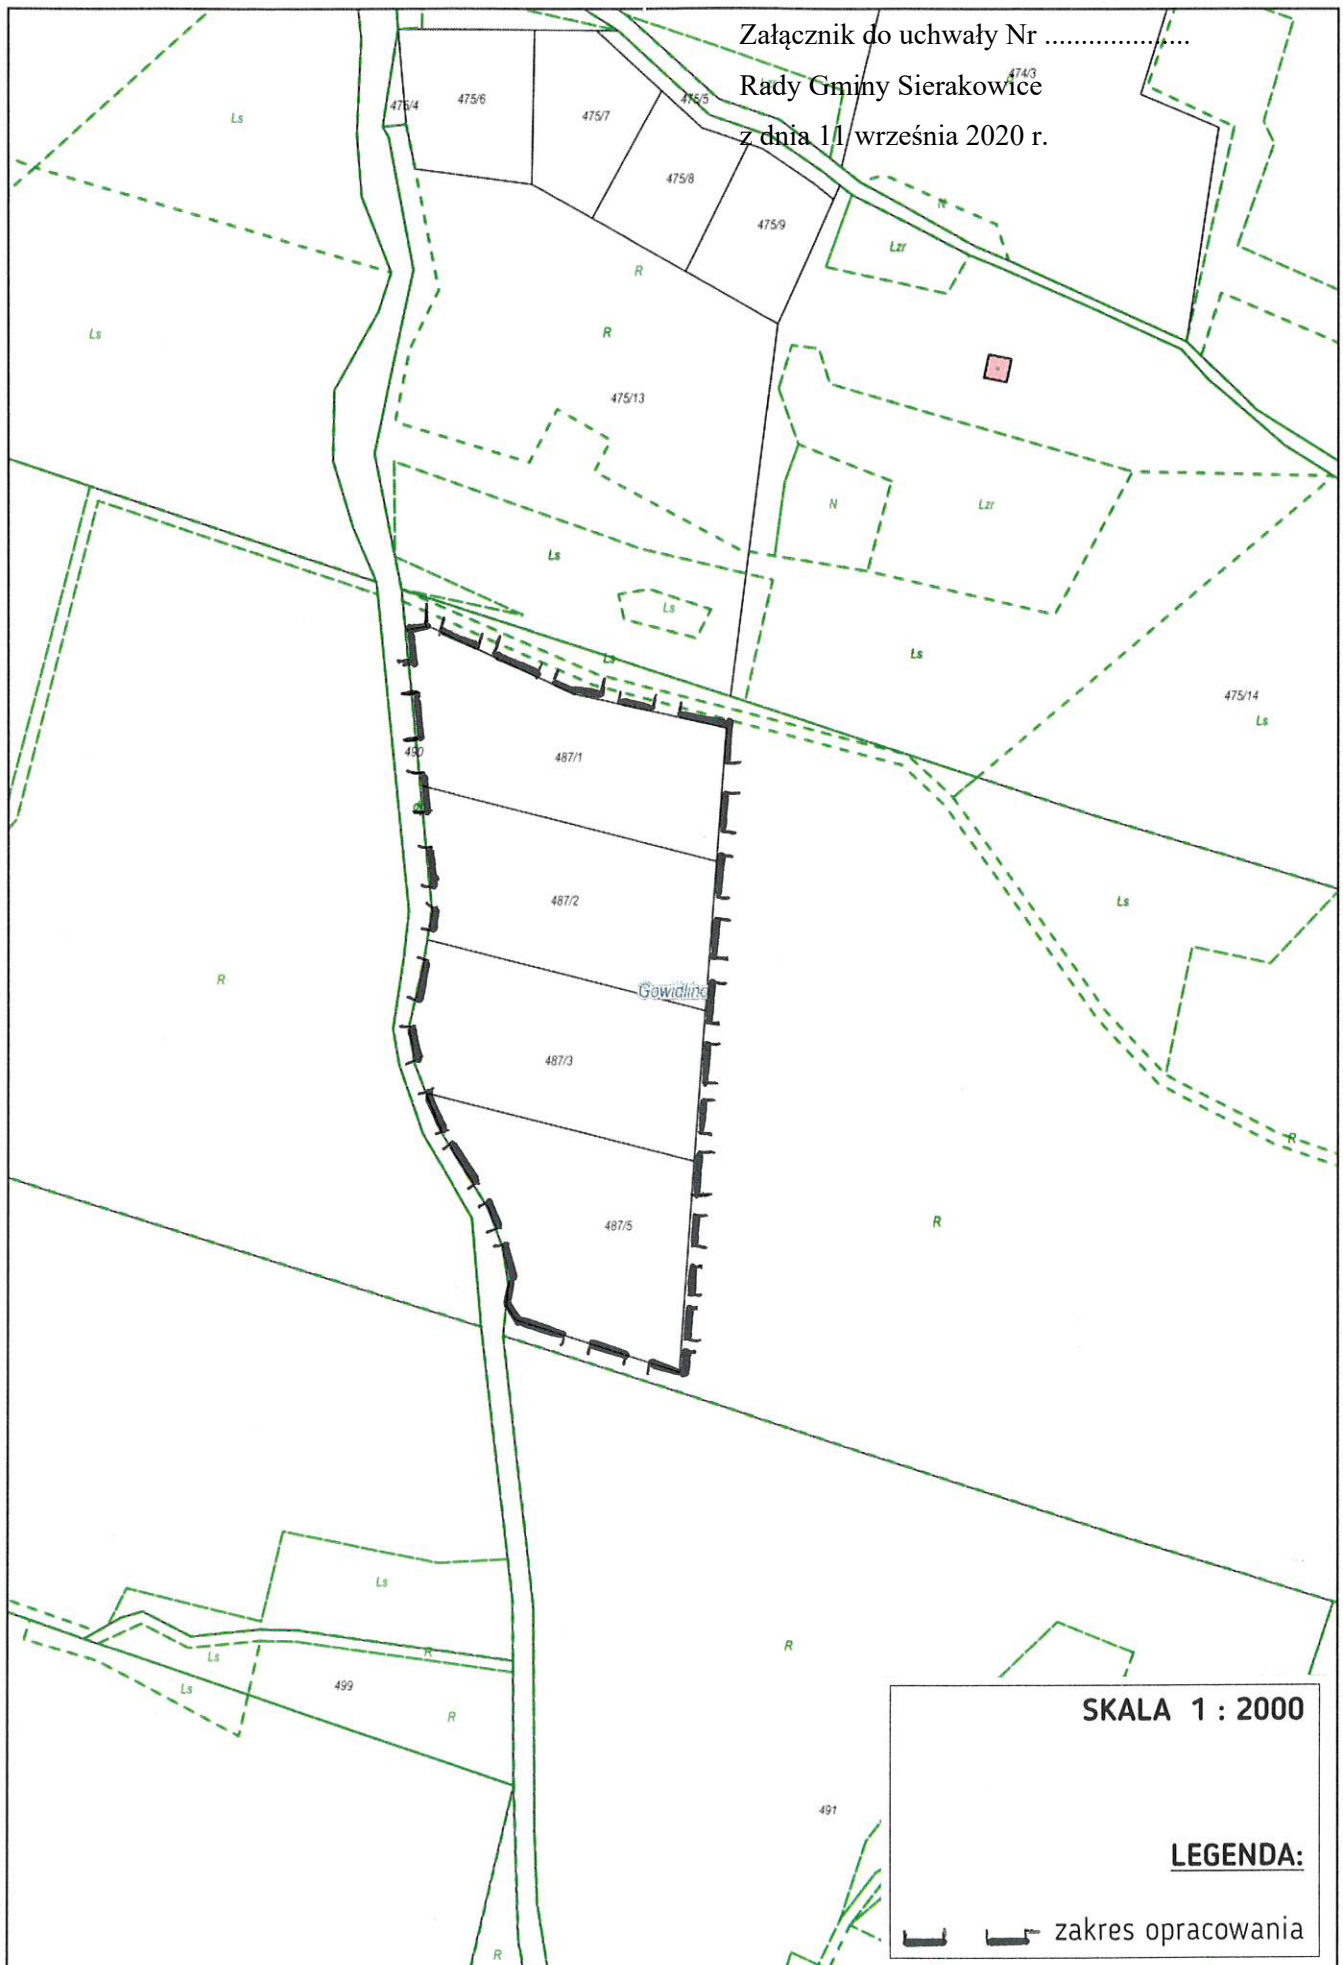 Załącznik do uchwały Nr ....................
Rady Gminy Sierakowice
z dnia 11 września 2020 r.
Lzr
474/3
475/4
475/6
475/7
475/5
475/8
475/9
Ls
N
Lzr
R
Ls
R
475/13
N
Lzr
Ls
Ls
Ls
Ls
475/14
Ls
490
487/1
487/2
Ls
R
Gowidlino
487/3
R
487/5
R
Ls
R
R
Ls
Ls
499
R
491
R
SKALA 1 : 2000
LEGENDA:
zakres opracowania